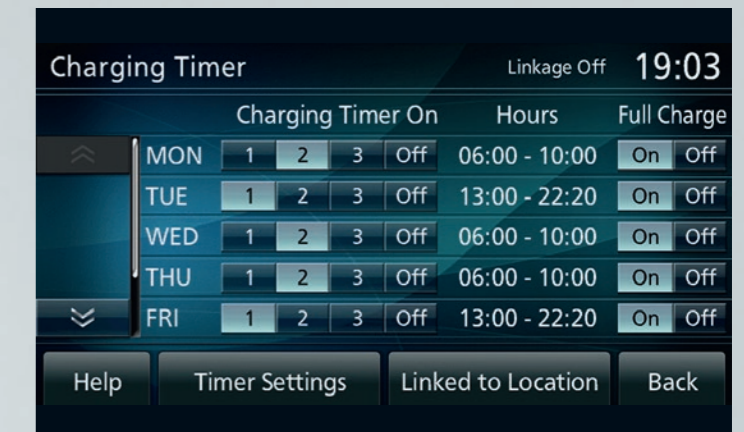 Charging Timer Linkage Off 19:03
Charging Timer On Hours Full Charge
MON 1 2 3 Off 06:00 - 10:00 On Off
TUE 1 2 3 Off 13:00 - 22:20 On Off
WED 1 2 3 Off 06:00 - 10:00 On Off
THU 1 2 3 Off 06:00 - 10:00 On Off
FRI 1 2 3 Off 13:00 - 22:20 On Off
Help Timer Settings Linked to Location Back